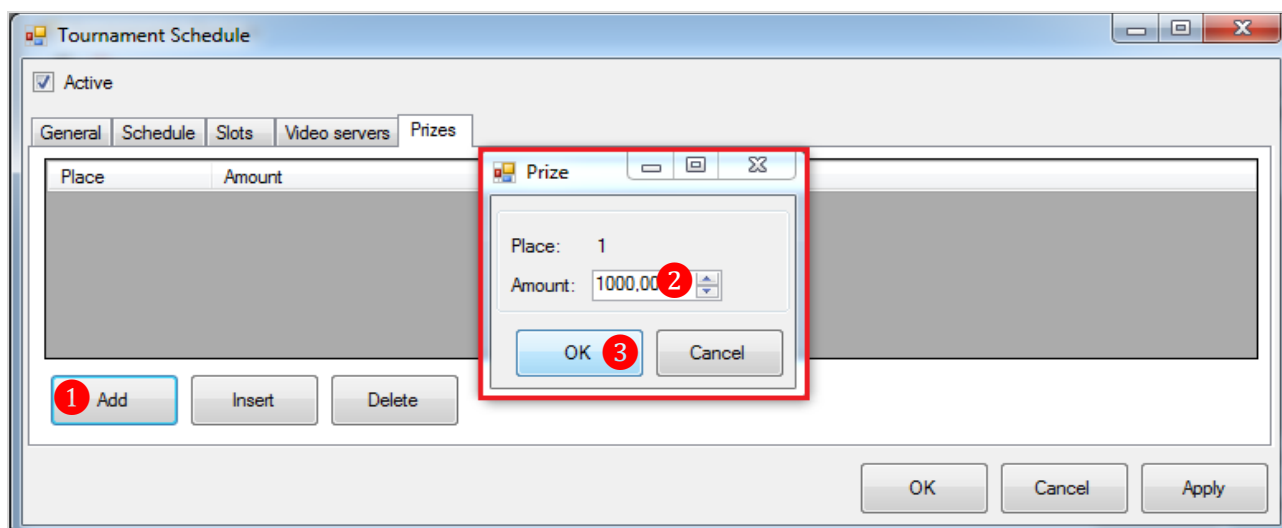 Tournament Schedule
Active
General Schedule Slots Video servers Prizes
Place Amount
Prize
Place: 1
Amount: 1000,00 2
OK 3 Cancel
1 Add Insert Delete
OK Cancel Apply